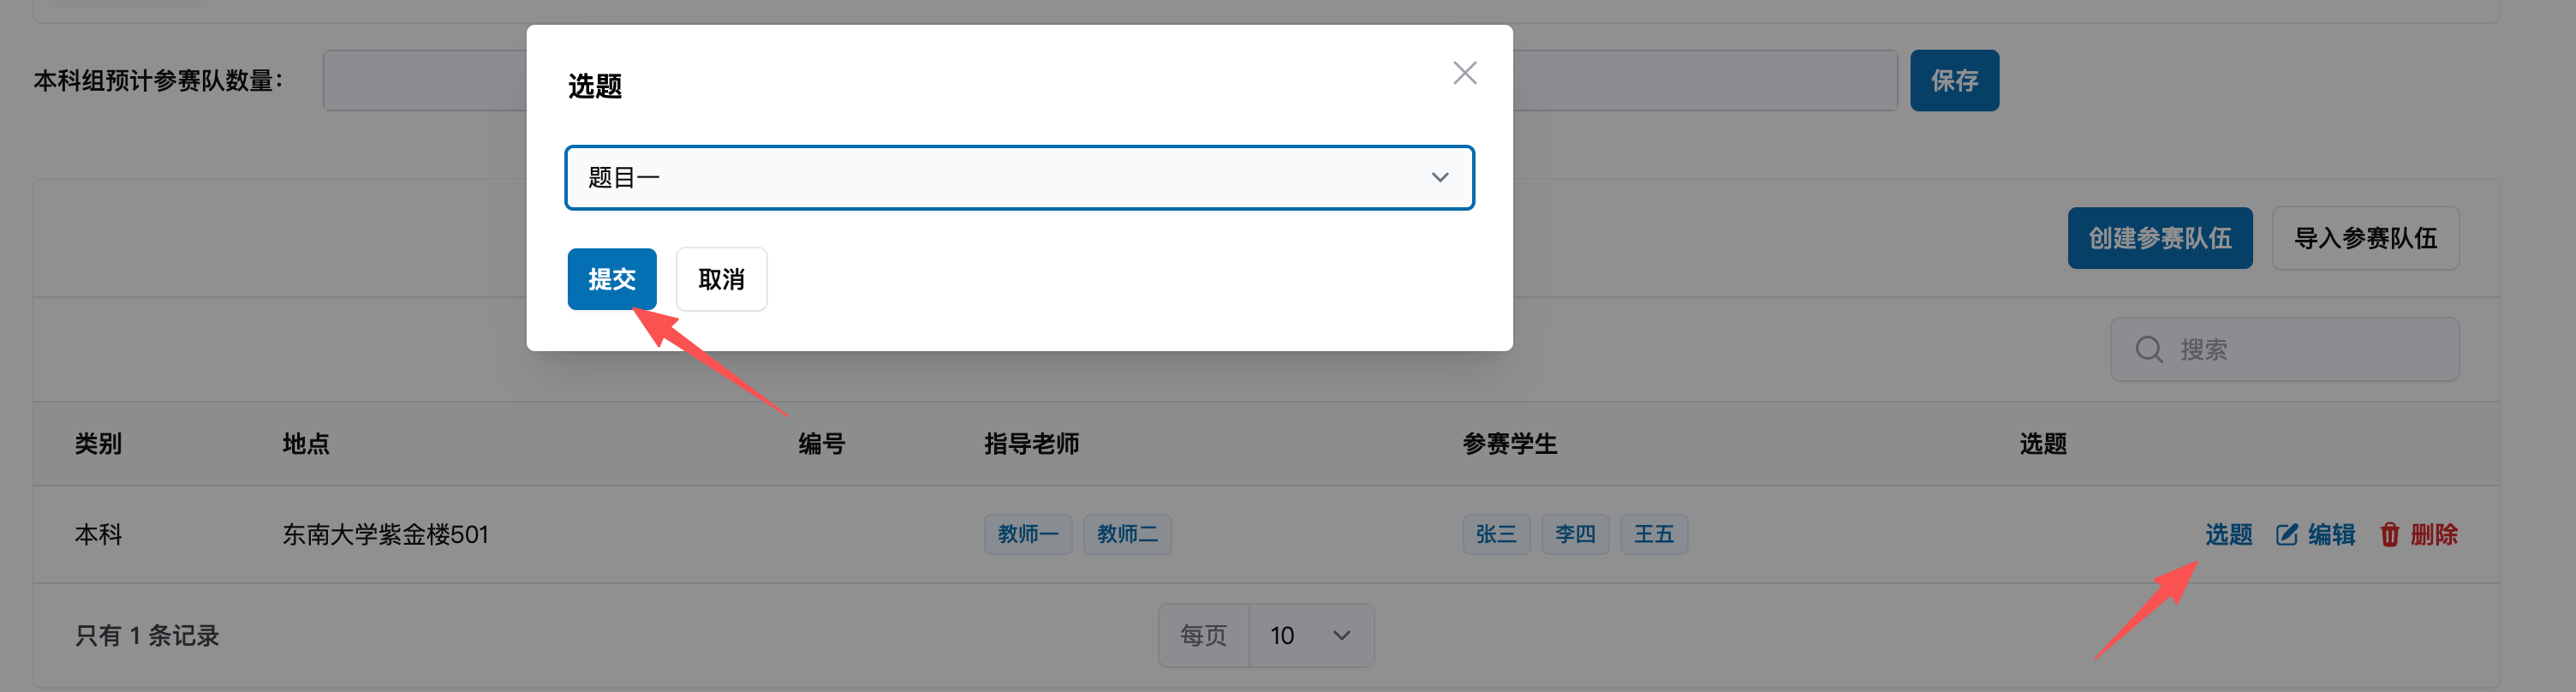 本科组预计参赛队数量：
保存
选题
题目一
提交 取消
创建参赛队伍 导入参赛队伍
搜索
类别 地点 编号 指导老师 参赛学生 选题
本科 东南大学紫金楼501 教师一 教师二 张三 李四 王五 选题 编辑 删除
只有 1 条记录 每页 10